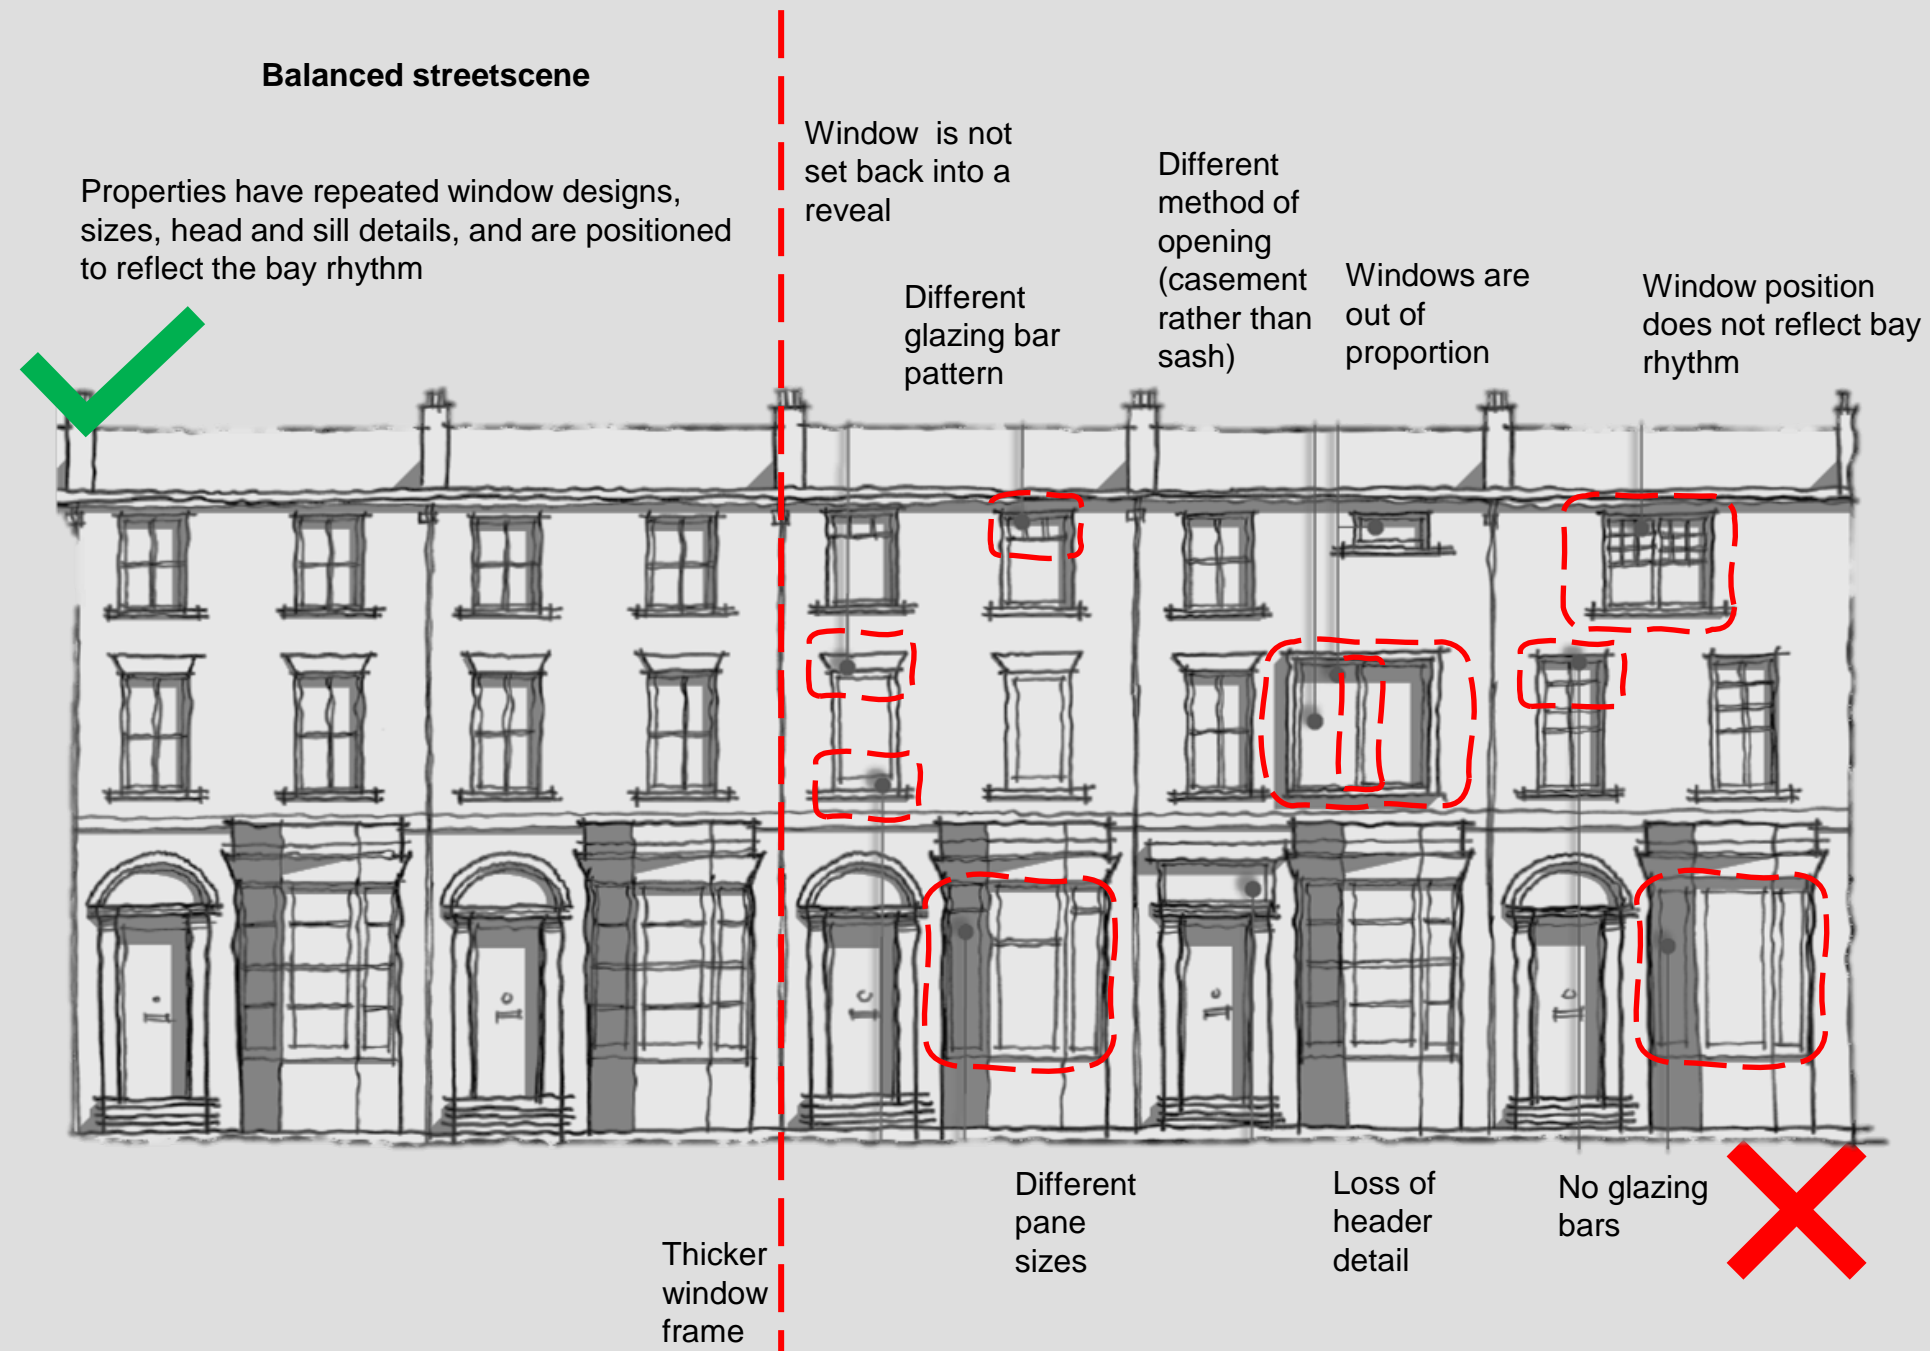 Balanced streetscene
Properties have repeated window designs,
sizes, head and sill details, and are positioned
to reflect the bay rhythm
Window is not
set back into a
reveal
Different
glazing bar
pattern
Different
method of
opening
(casement
rather than
sash)
Windows are
out of
proportion
Window position
does not reflect bay
rhythm
Thicker
window
frame
Different
pane
sizes
Loss of
header
detail
No glazing
bars